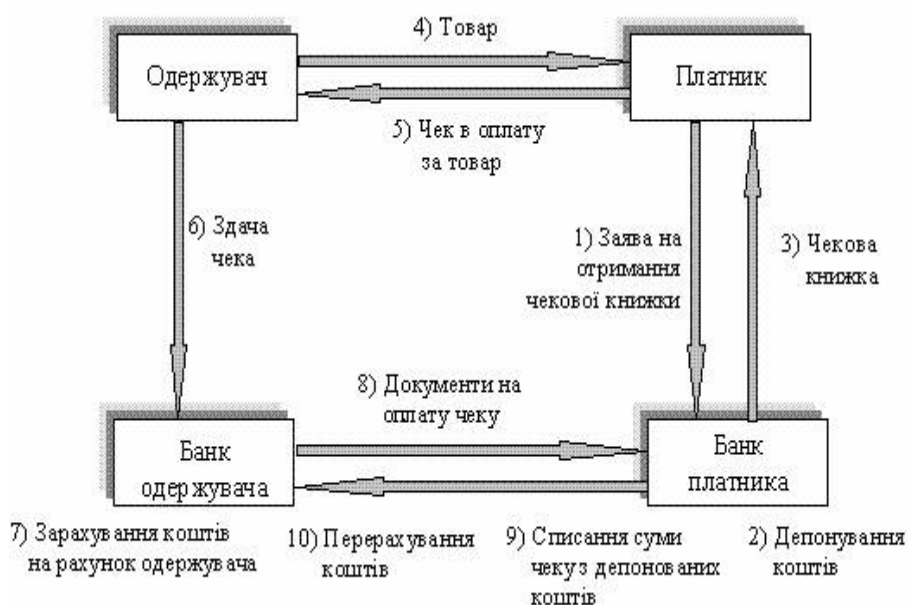 4) Товар
Одержувач
Платник
5) Чек в оплату
за товар
6) Здача
чека
1) Заява на
отримання
чекової книжки
3) Чекова
книжка
8) Документи на
оплату чеку
Банк
одержувача
Банк
платника
7) Зарахування коштів
на рахунок одержувача
10) Перерахування
коштів
9) Списання суми
чеку з депонованих
коштів
2) Депонування
коштів